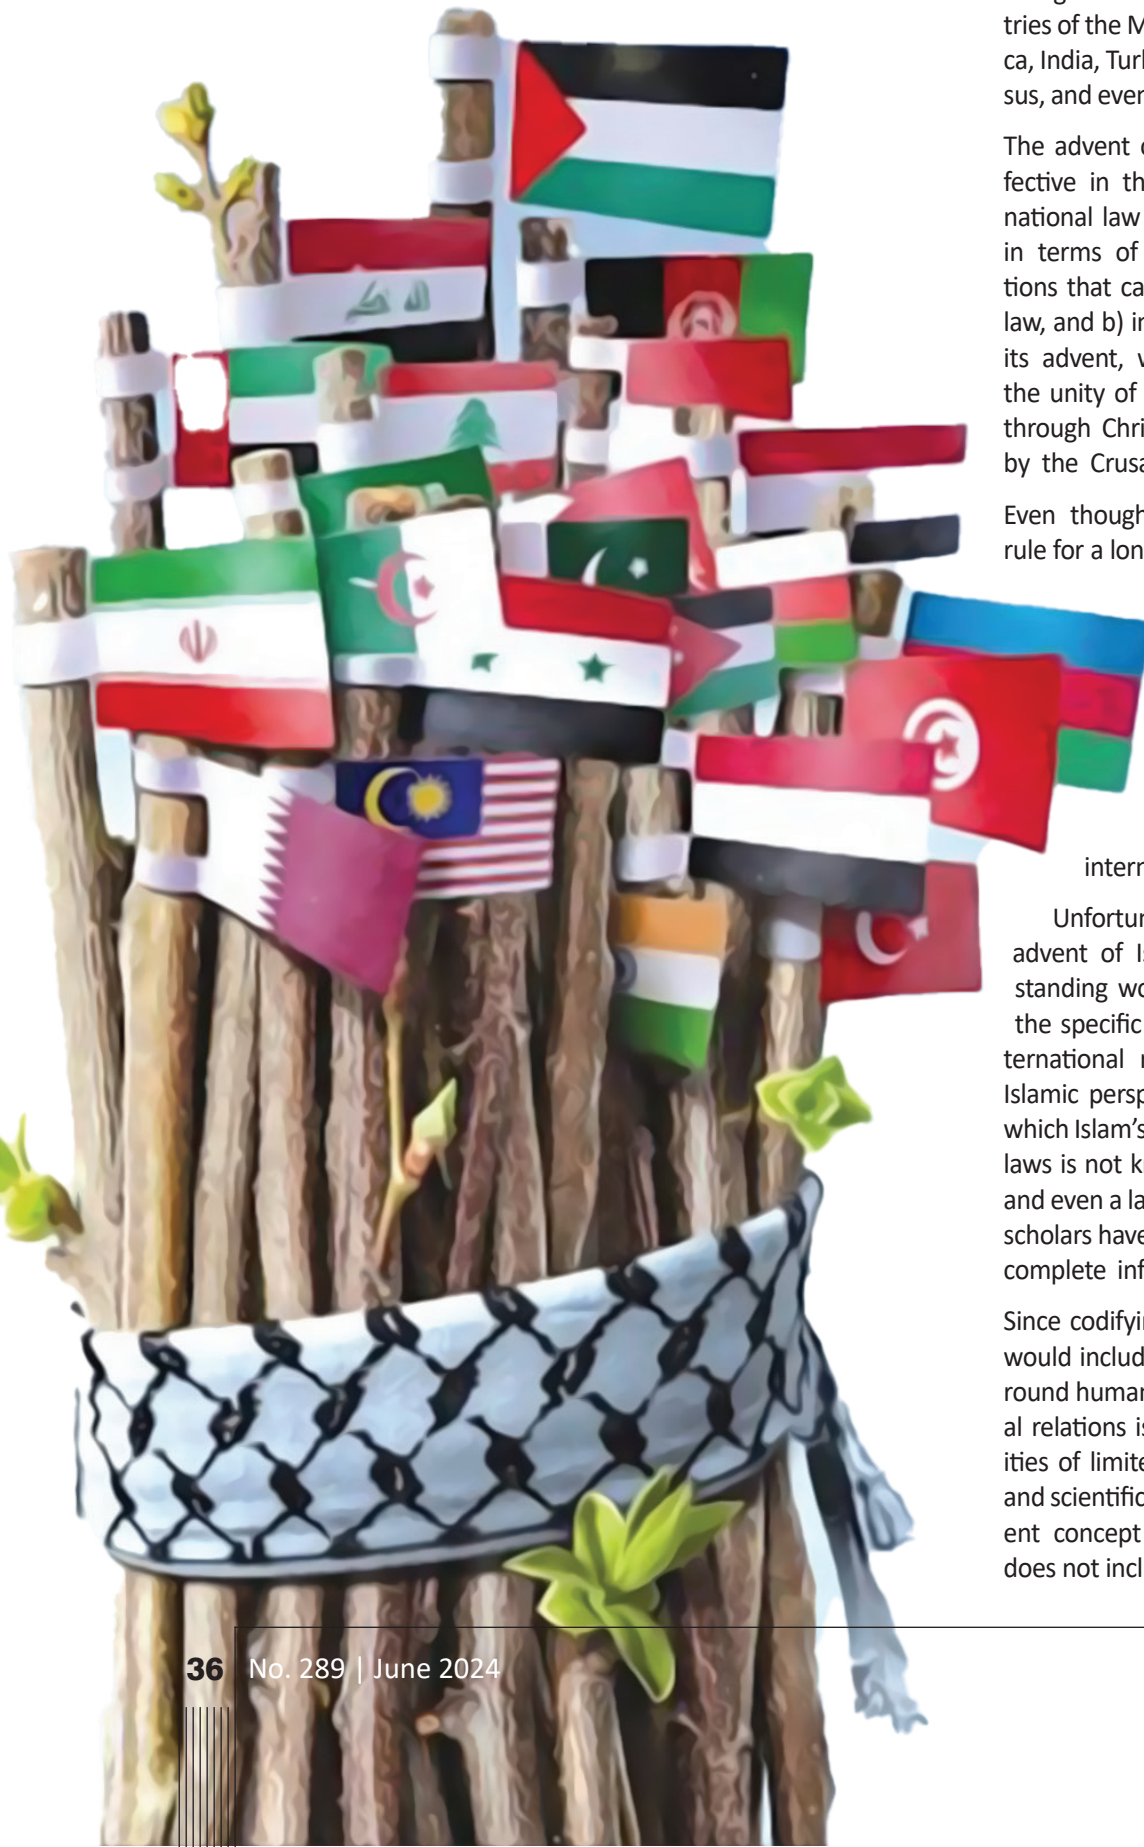 tries of the M
ca, India, Turk
sus, and even
The advent o
fective in th
national law
in terms of
tions that ca
law, and b) in
its advent, w
the unity of
through Chri
by the Crusa
Even though
rule for a lon
intern
Unfortun
advent of Is
standing wo
the specific
ternational r
Islamic persp
which Islam's
laws is not k
and even a la
scholars have
complete inf
Since codifyin
would includ
round human
al relations is
ities of limite
and scientific
ent concept
does not incl
36 No. 289 | June 2024